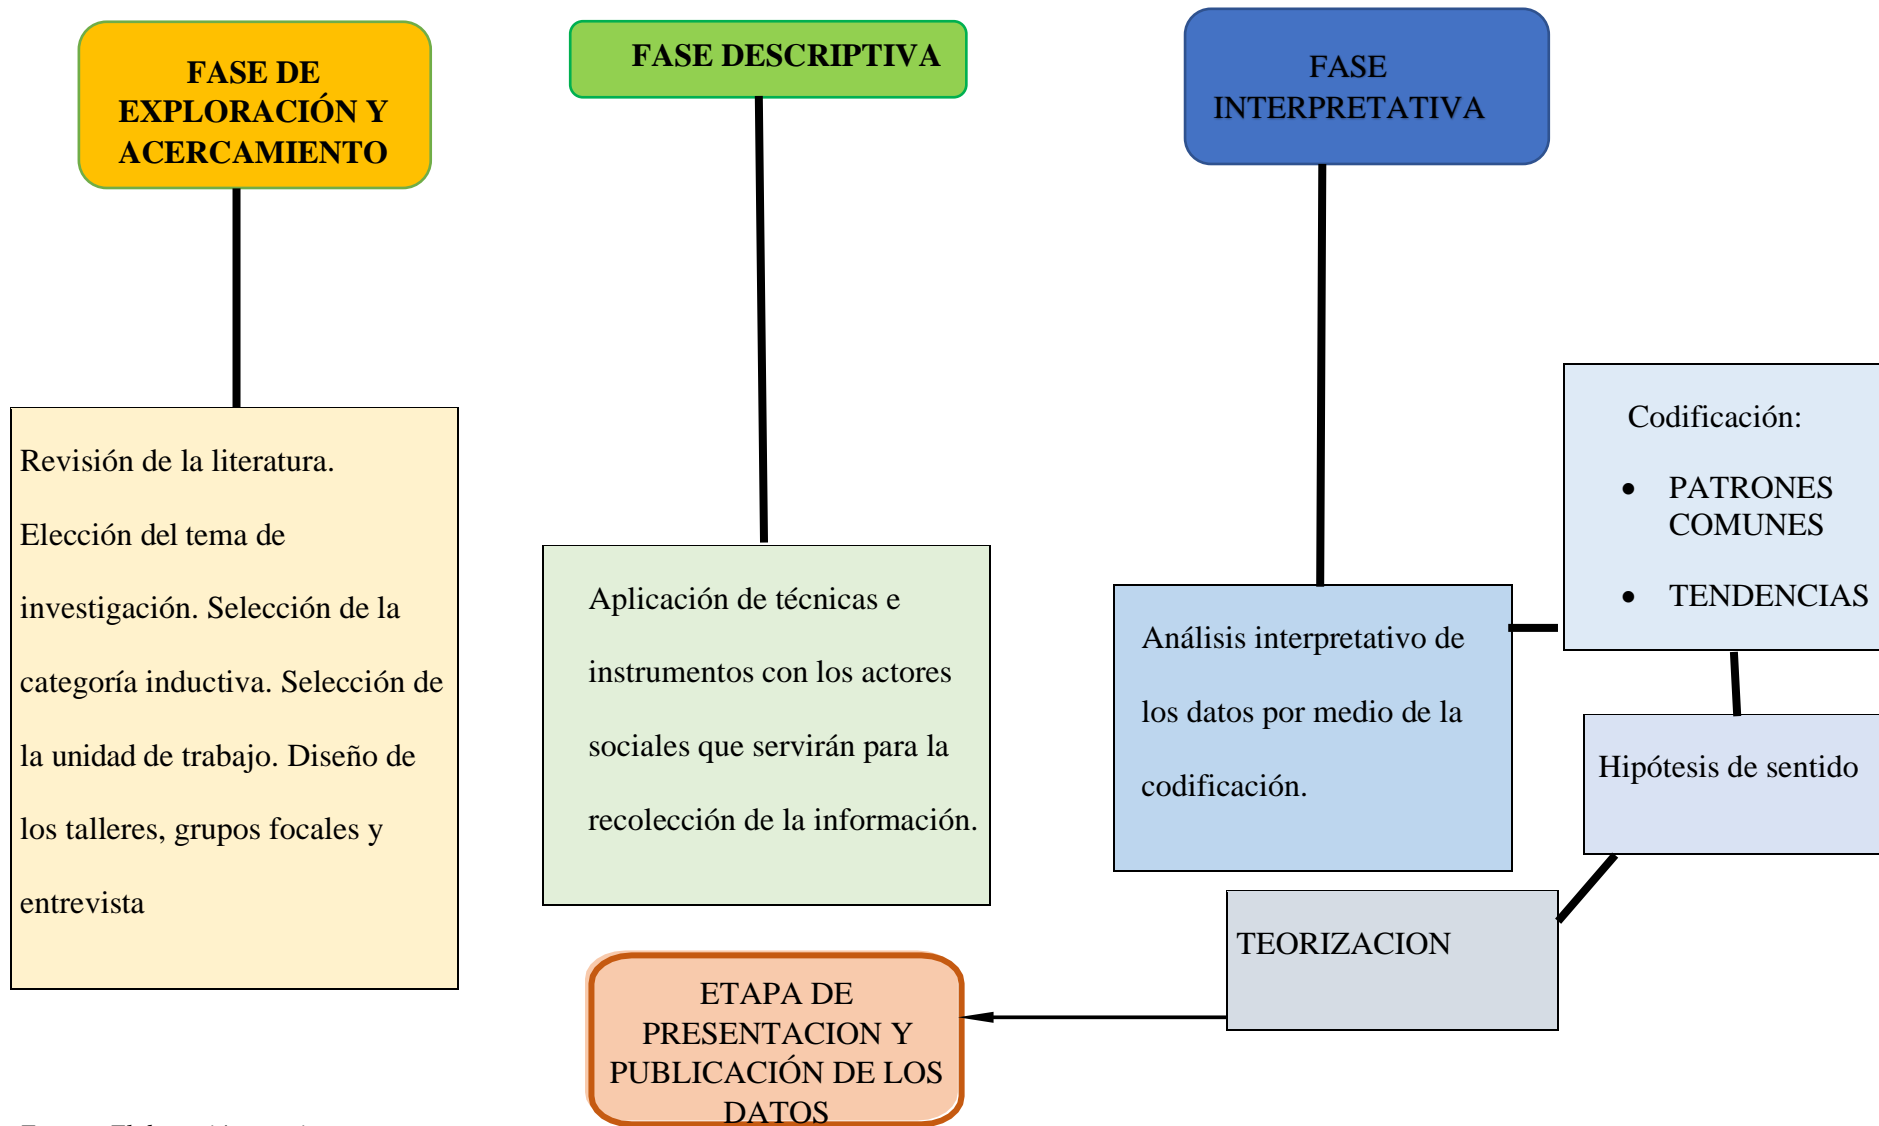 FASE DE
EXPLORACIÓN Y
ACERCAMIENTO
FASE DESCRIPTIVA
FASE
INTERPRETATIVA
Revisión de la literatura.
Elección del tema de
investigación. Selección de la
categoría inductiva. Selección de
la unidad de trabajo. Diseño de
los talleres, grupos focales y
entrevista
Aplicación de técnicas e
instrumentos con los actores
sociales que servirán para la
recolección de la información.
Análisis interpretativo de
los datos por medio de la
codificación.
Codificación:
• PATRONES
COMUNES
• TENDENCIAS
Hipótesis de sentido
TEORIZACION
ETAPA DE
PRESENTACION Y
PUBLICACIÓN DE LOS
DATOS